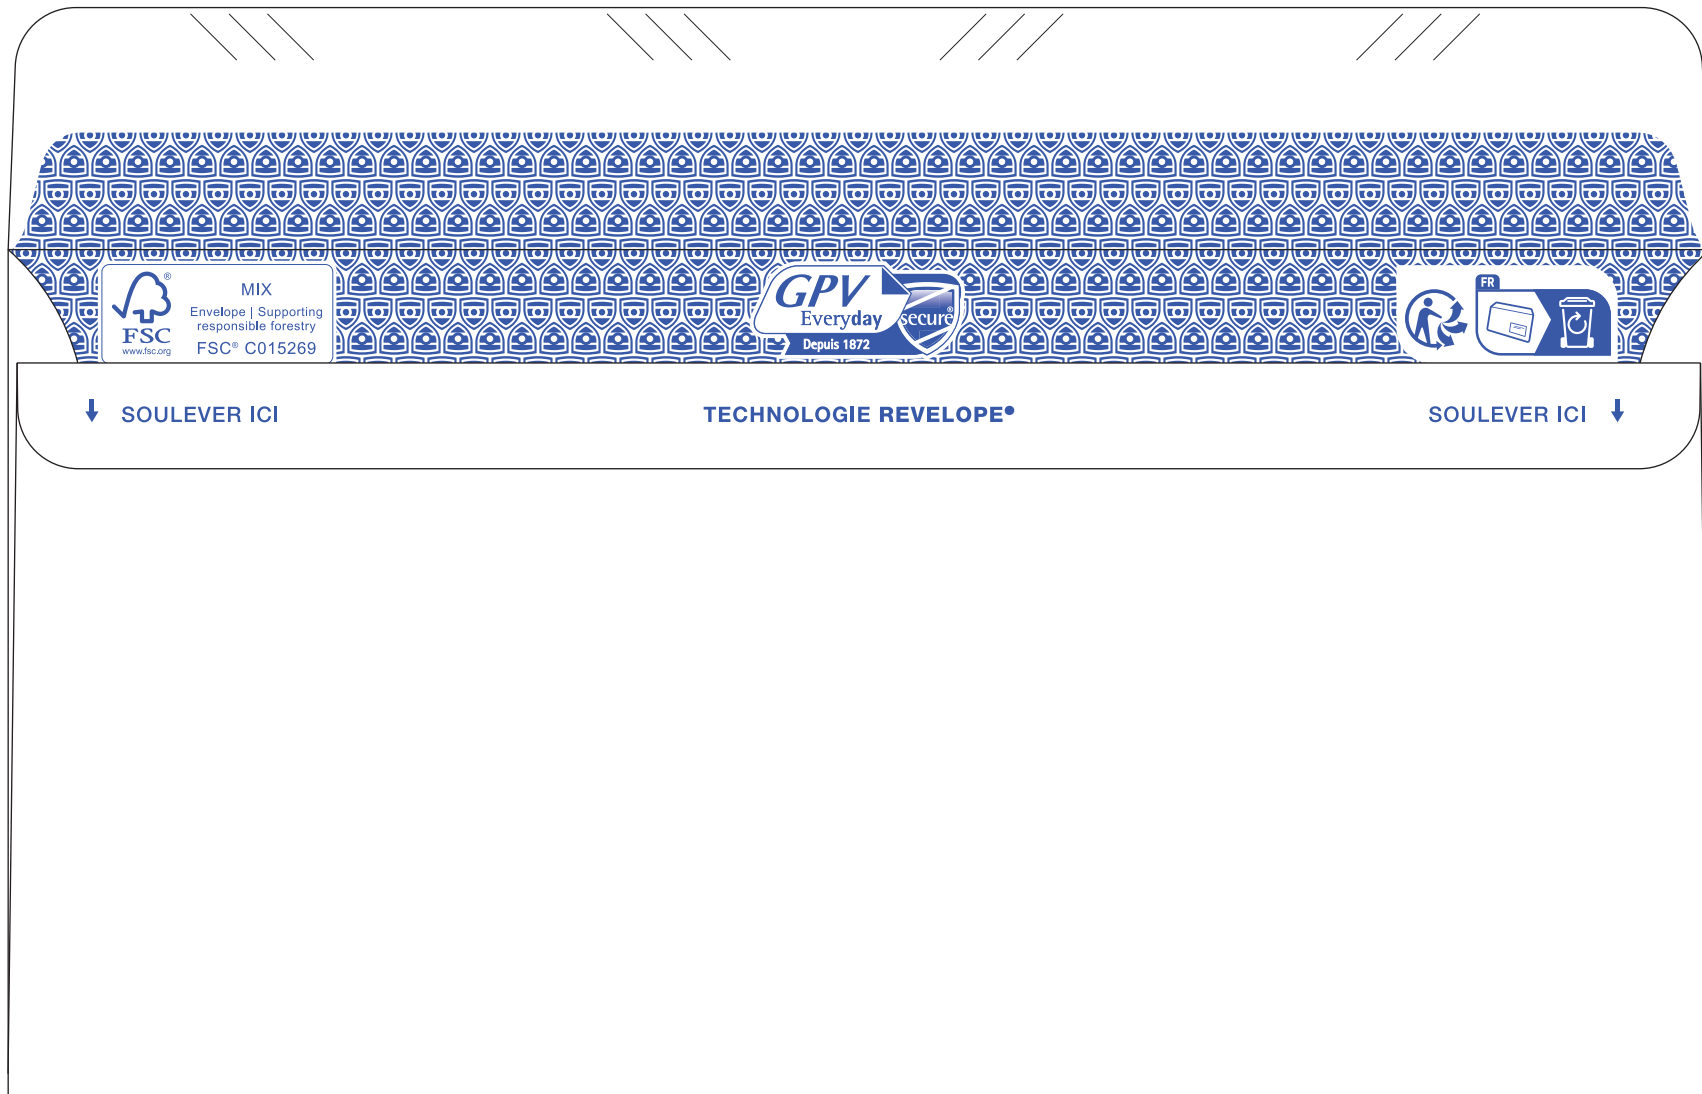 ®
FSC
www.fsc.org
MIX
Envelope | Supporting
responsible forestry
FSC® C015269
GPV
Everyday
secure®
Depuis 1872
FR
SOULEVER ICI
TECHNOLOGIE REVELOPE®
SOULEVER ICI